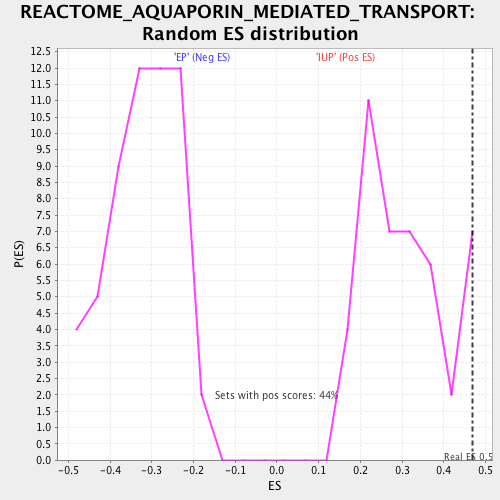 REACTOME_AQUAPORIN_MEDIATED_TRANSPORT:
Random ES distribution
12.5
'EP' (Neg ES)
'IUP' (Pos ES)
12.0
11.5
11.0
10.5
10.0
9.5
9.0
8.5
8.0
7.5
7.0
6.5
6.0
5.5
5.0
4.5
4.0
3.5
3.0
2.5
2.0
Sets with pos scores: 44%
1.5
1.0
0.5
Real ES 0.5
0.0
P(ES)
-0.5 -0.4 -0.3 -0.2 -0.1 0.0 0.1 0.2 0.3 0.4 0.5
ES